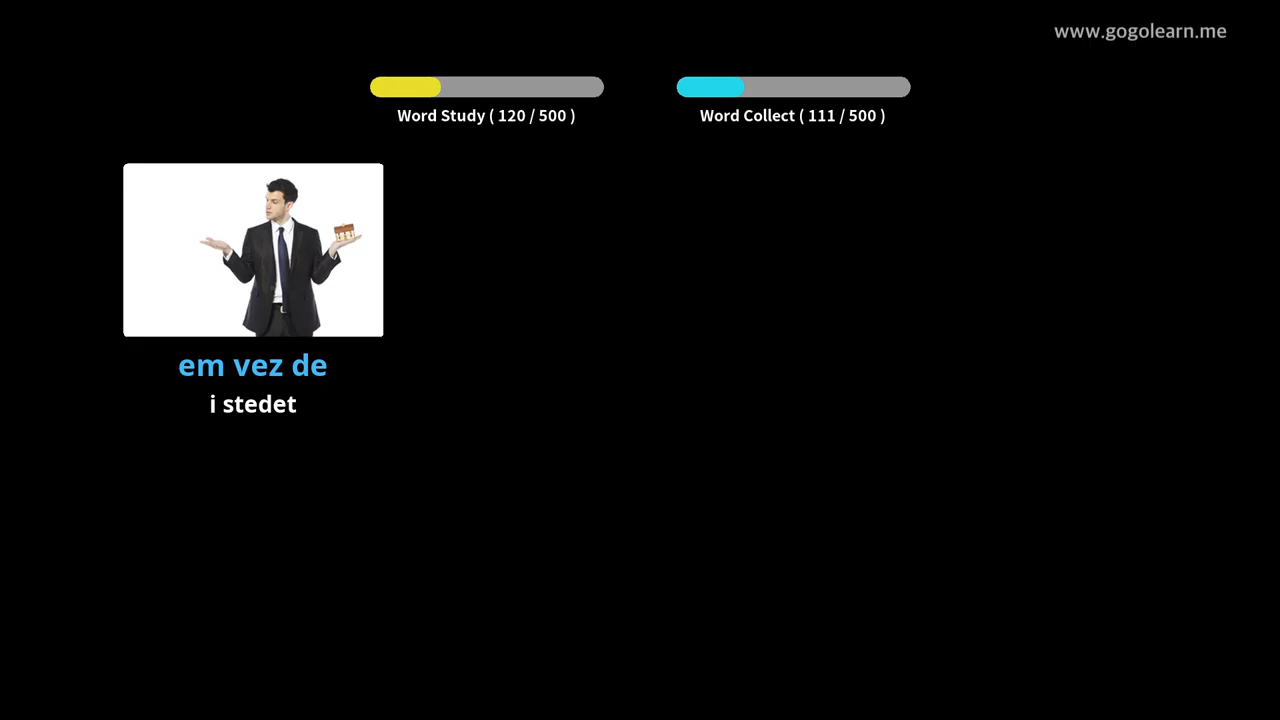 www.gogolearn.me
Word Study ( 120 / 500 )
Word Collect ( 111 / 500 )
em vez de
i stedet